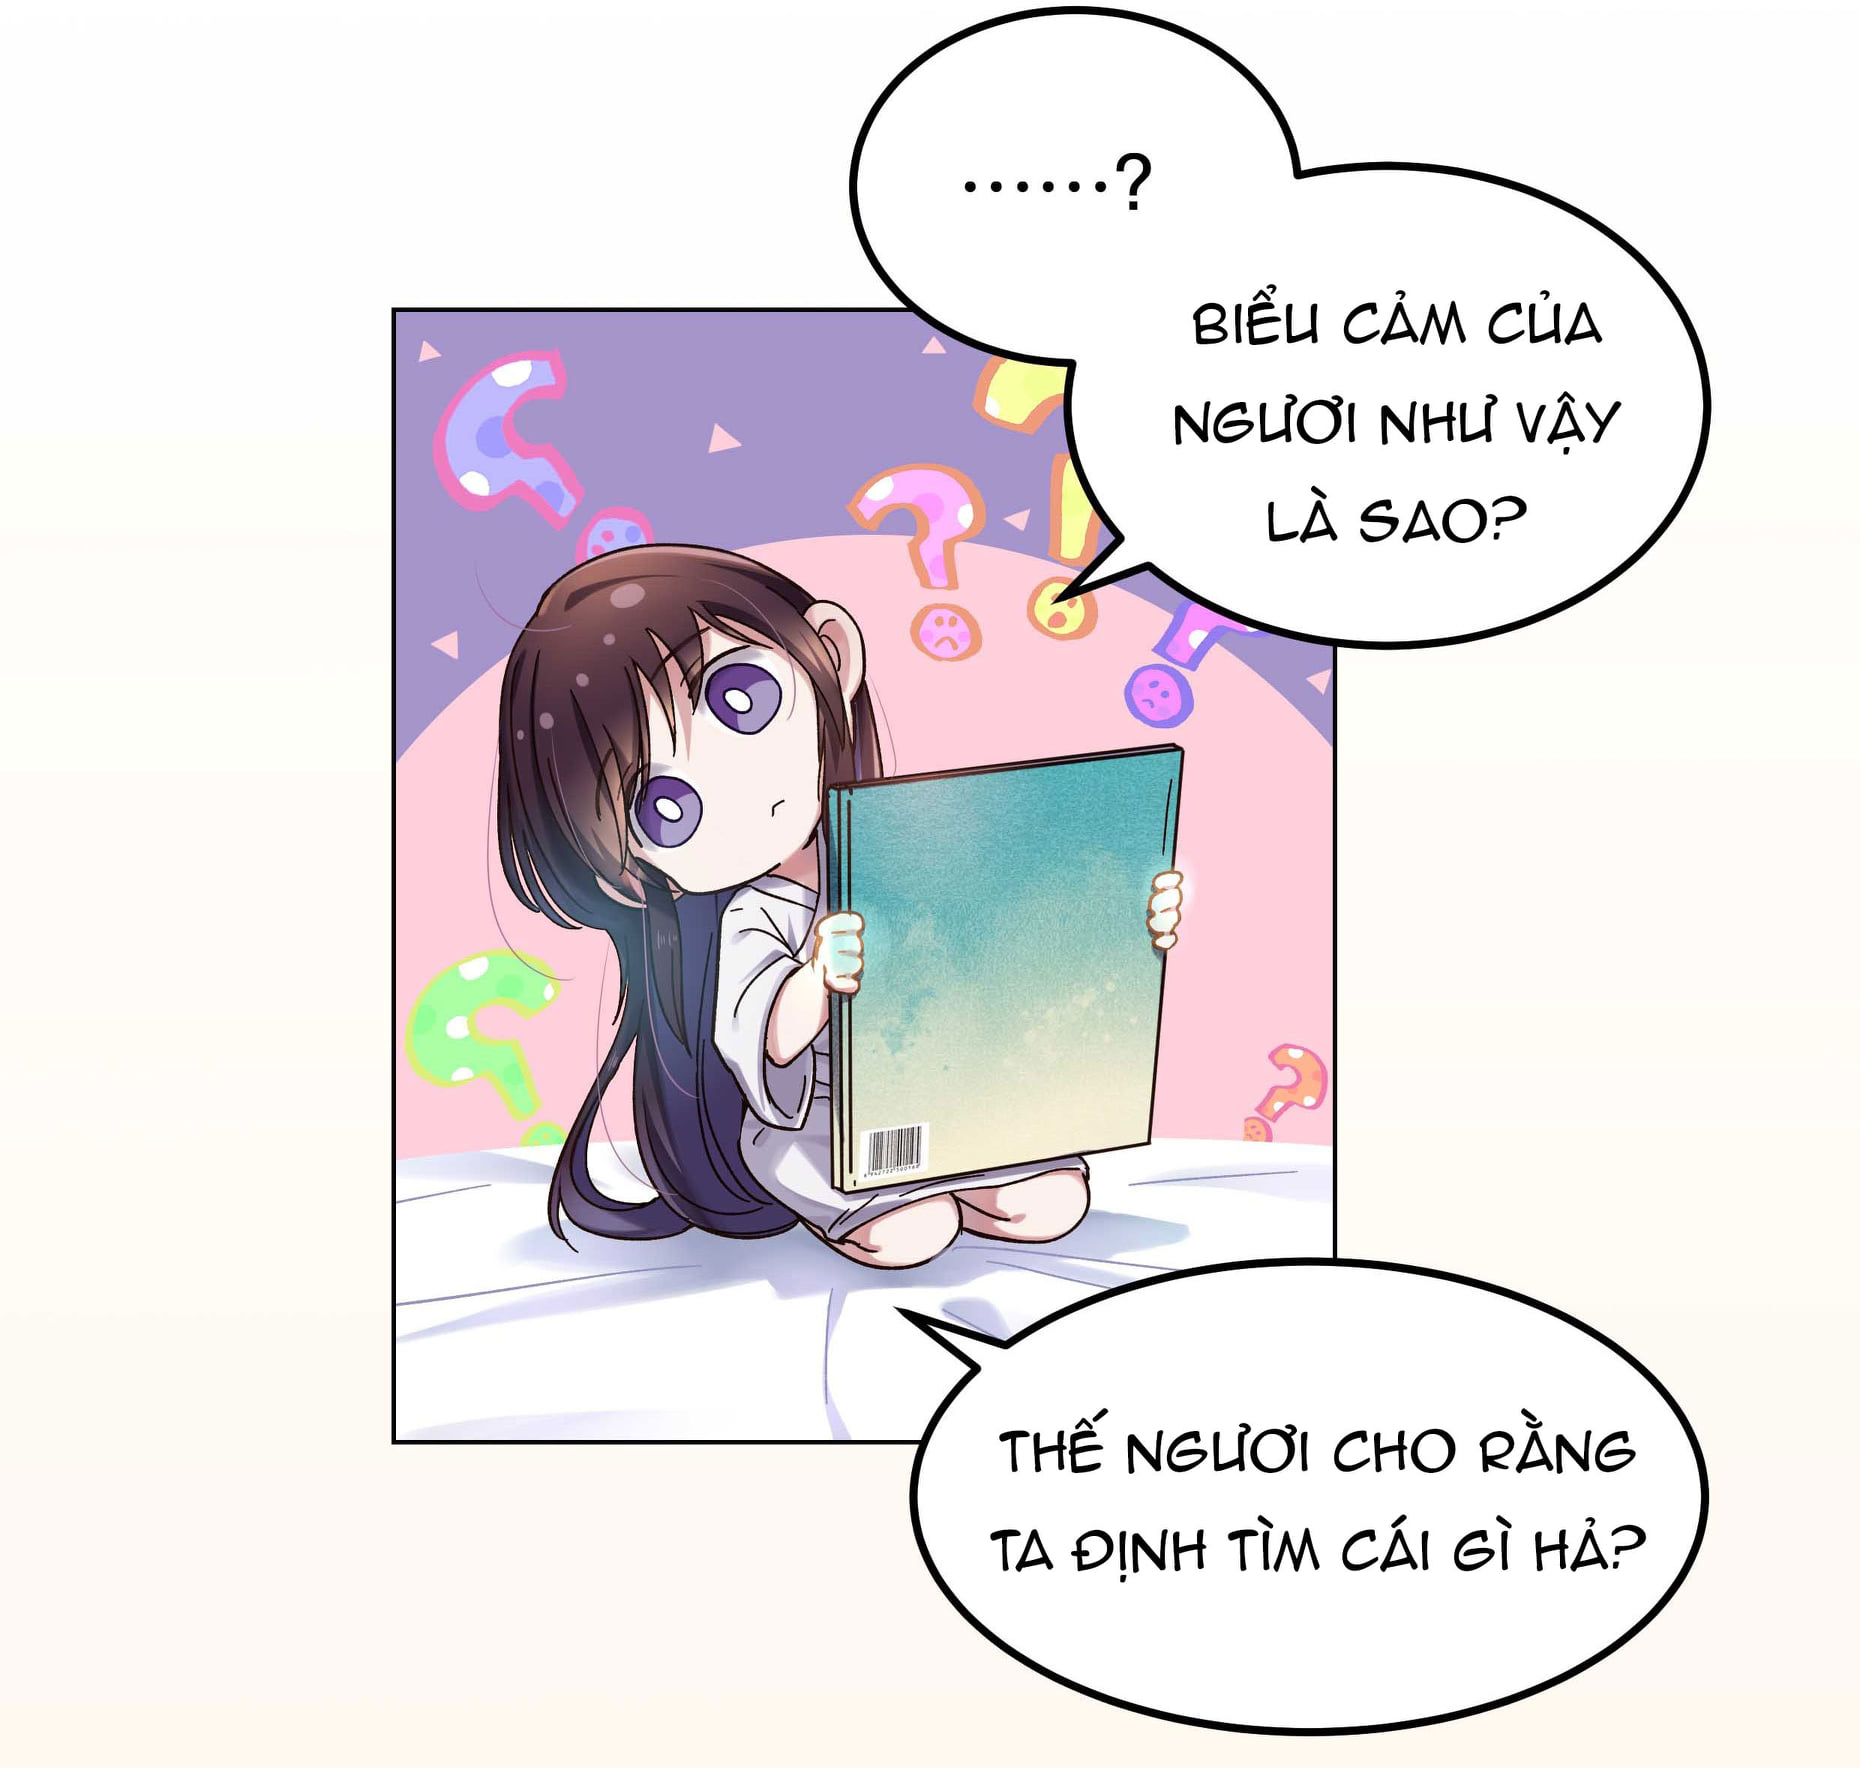 ......?
BIỂU CẢM CỦA
NGƯƠI NHƯ VẬY
LÀ SAO?
THẾ NGƯƠI CHO RẰNG
TA ĐỊNH TÌM CÁI GÌ HẢ?